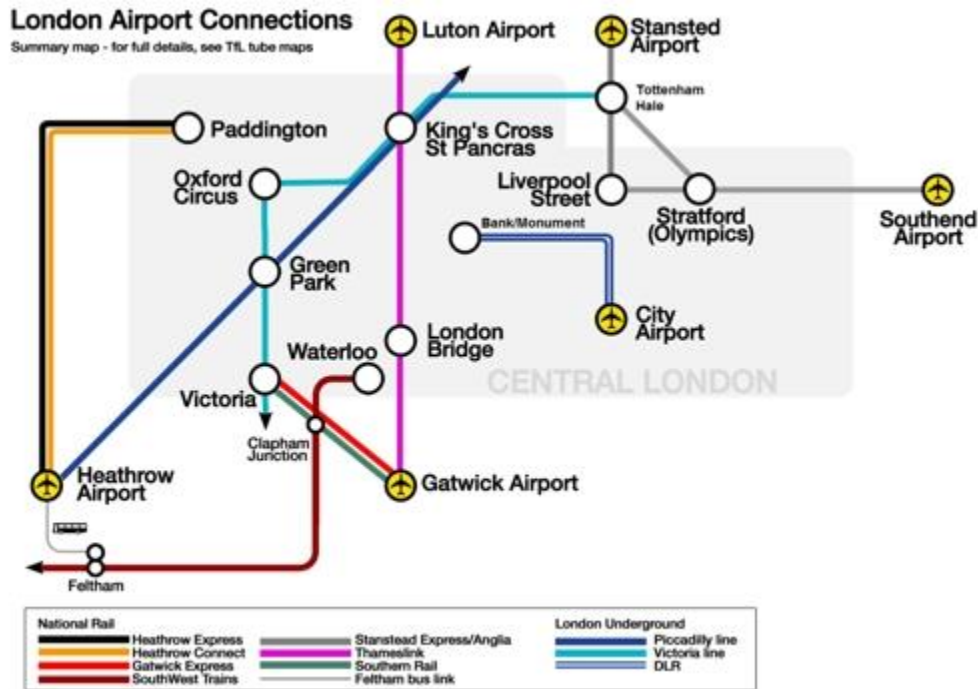 London Airport Connections
Summary map - for full details, see TfL tube maps
Luton Airport
Stansted
Airport
Tottenham
Hale
Paddington
King's Cross
St Pancras
Oxford
Circus
Liverpool
Street
Stratford
(Olympics)
Southend
Airport
Bank/Monument
Green
Park
City
Airport
London
Bridge
Waterloo
CENTRAL LONDON
Victoria
Clapham
Junction
Heathrow
Airport
Gatwick Airport
Feltham
National Rail
Heathrow Express
Heathrow Connect
Gatwick Express
SouthWest Trains
Stanstead Express/Anglia
Thameslink
Southern Rail
Feltham bus link
London Underground
Piccadilly line
Victoria line
DLR